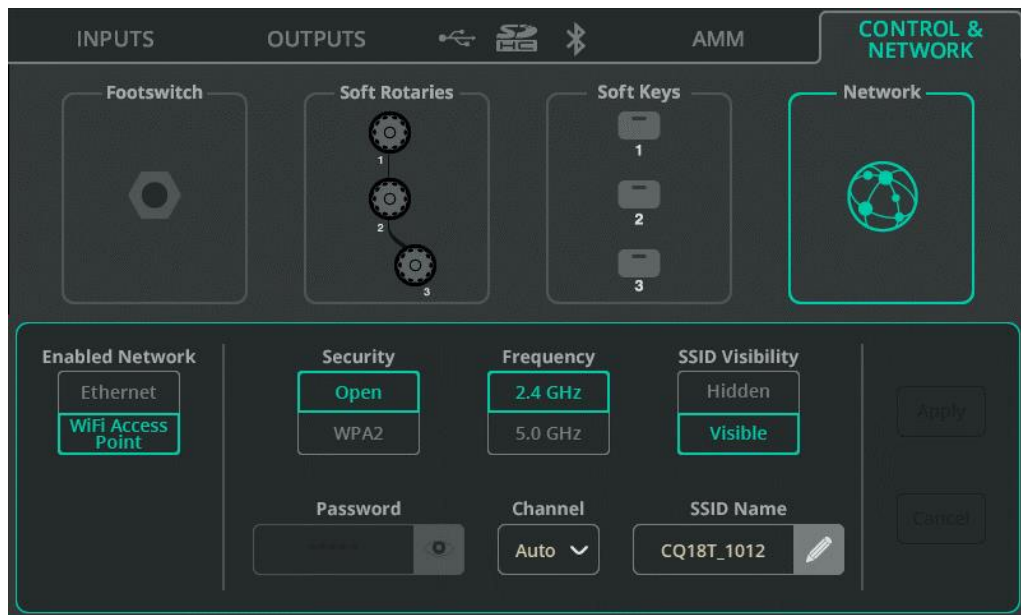 INPUTS
OUTPUTS
SD
HC
AMM
CONTROL &
NETWORK
Footswitch
Soft Rotaries
1
2
3
Soft Keys
1
2
3
Network
Enabled Network
Ethernet
WiFi Access
Point
Security
Open
WPA2
Frequency
2.4 GHz
5.0 GHz
SSID Visibility
Hidden
Visible
Apply
Password
*****
Channel
Auto
SSID Name
CQ18T_1012
Cancel